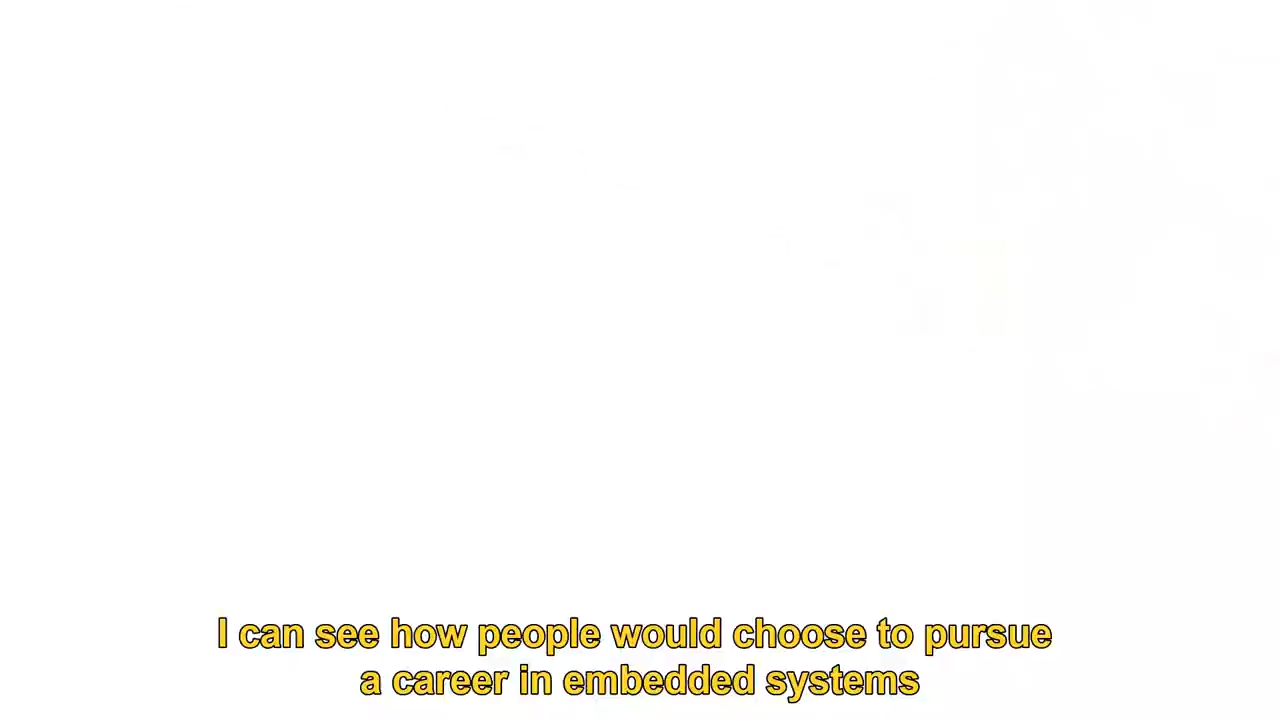 I can see how people would choose to pursue
a career in embedded systems